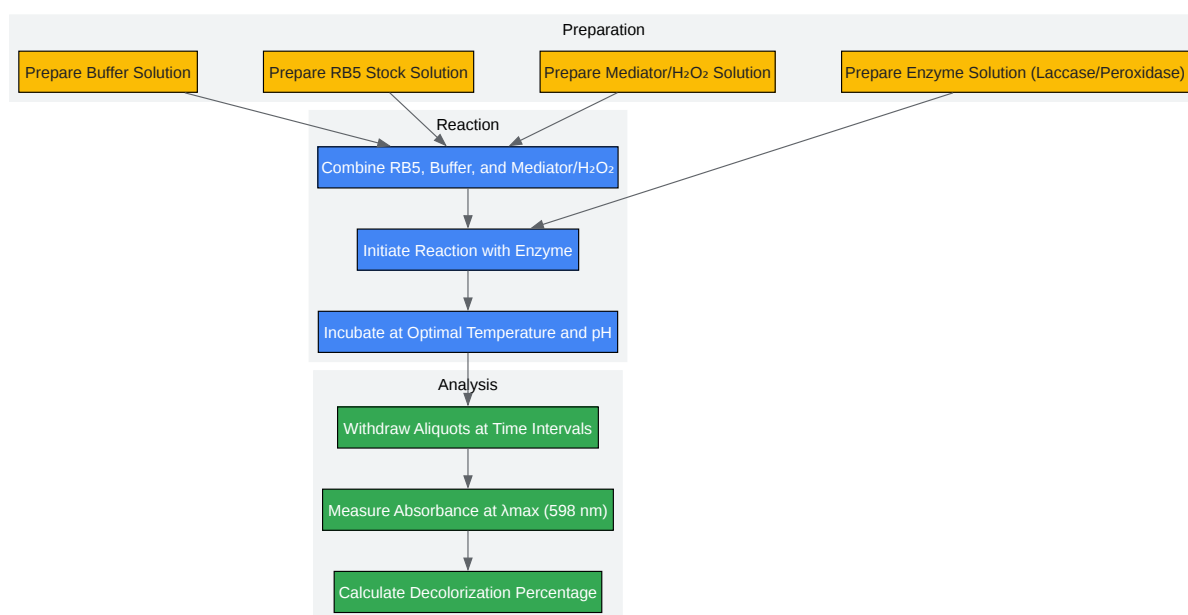 Preparation
Prepare Buffer Solution
Prepare RB5 Stock Solution
Prepare Mediator/H₂O₂ Solution
Prepare Enzyme Solution (Laccase/Peroxidase)
Reaction
Combine RB5, Buffer, and Mediator/H₂O₂
Initiate Reaction with Enzyme
Incubate at Optimal Temperature and pH
Analysis
Withdraw Aliquots at Time Intervals
Measure Absorbance at λmax (598 nm)
Calculate Decolorization Percentage